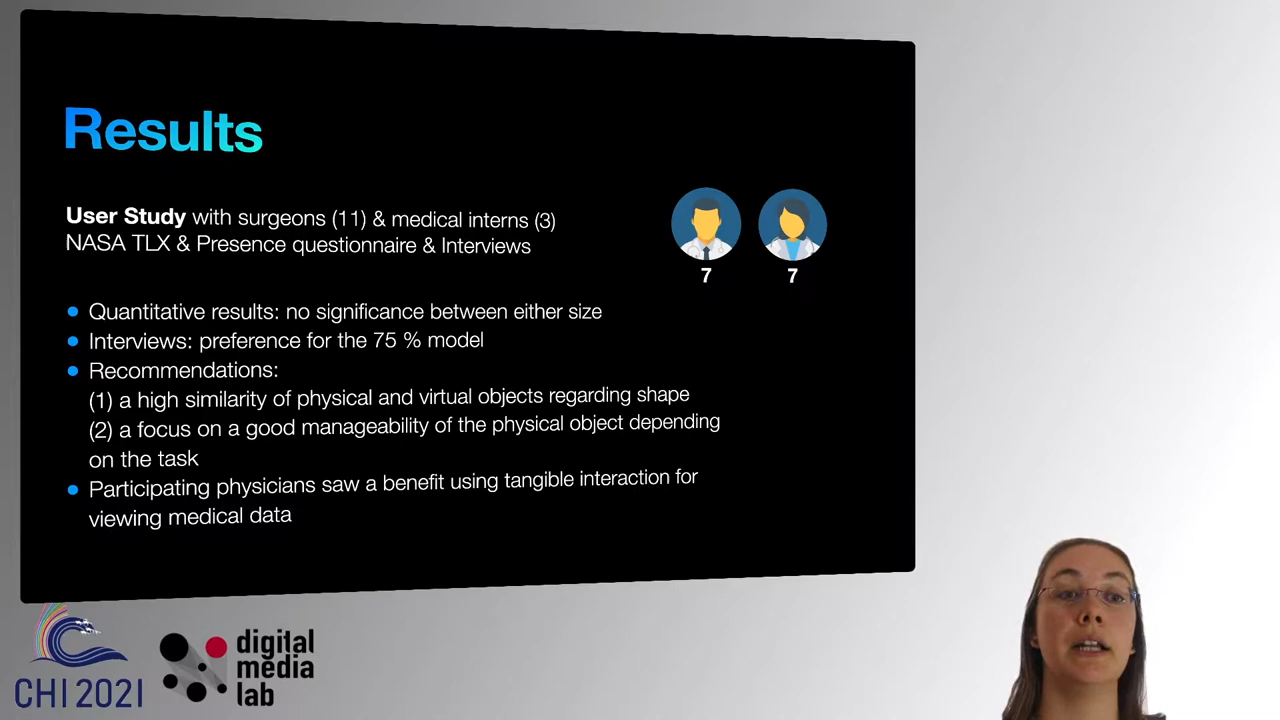 Results
User Study with surgeons (11) & medical interns (3)
NASA TLX & Presence questionnaire & Interviews
7
7
Quantitative results: no significance between either size
Interviews: preference for the 75 % model
Recommendations:
(1) a high similarity of physical and virtual objects regarding shape
(2) a focus on a good manageability of the physical object depending
on the task
Participating physicians saw a benefit using tangible interaction for
viewing medical data
CHI 2021
digital
media
lab